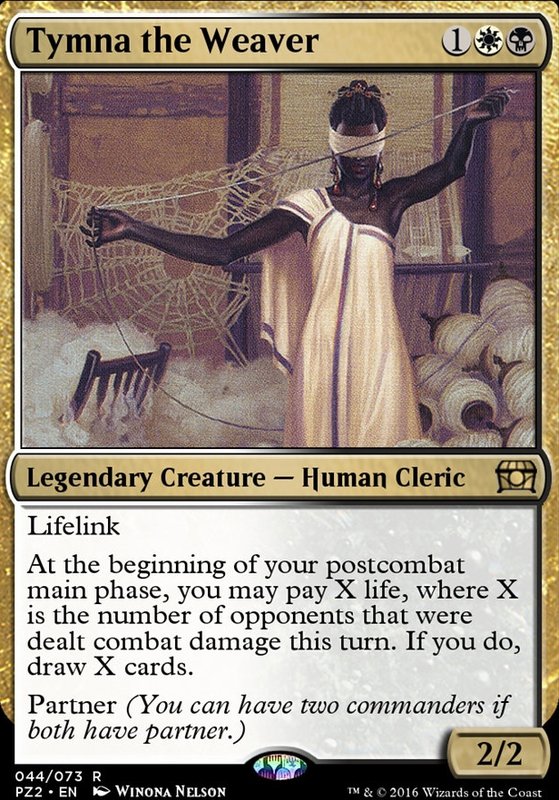 Tymna the Weaver 1
Legendary Creature — Human Cleric
Lifelink
At the beginning of your postcombat
main phase, you may pay X life, where X
is the number of opponents that were
dealt combat damage this turn. If you do,
draw X cards.
Partner (You can have two commanders if
both have partner.)
2/2
044/073 R
PZ2 • EN Winona Nelson ™ & © 2016 Wizards of the Coast